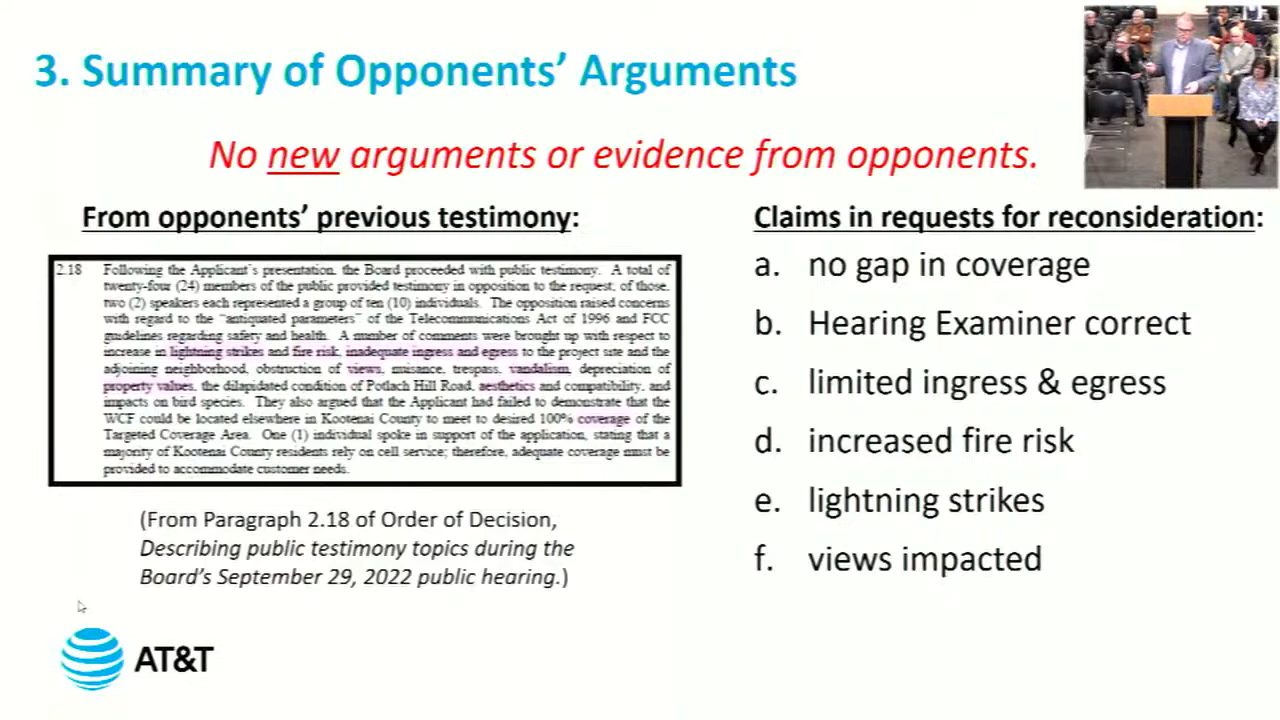 3. Summary of Opponents' Arguments
No new arguments or evidence from opponents.
From opponents' previous testimony:
2.18 Following the Applicant's presentation, the Board proceeded with public testimony. A total of
twenty-four (24) members of the public provided testimony in opposition to the request; of those,
two (2) speakers each represented a group of ten (10) individuals. The opposition raised concerns
with regard to the "antiquated parameters" of the Telecommunications Act of 1996 and FCC
guidelines regarding safety and health. A number of comments were brought up with respect to
increase in lightning strikes and fire risk, inadequate ingress and egress to the project site and the
adjoining neighborhood, obstruction of views, nuisance, trespass, vandalism, depreciation of
property values, the dilapidated condition of Potlach Hill Road, aesthetics and compatibility, and
impacts on bird species. They also argued that the Applicant had failed to demonstrate that the
WCF could be located elsewhere in Kootenai County to meet to desired 100% coverage of the
Targeted Coverage Area. One (1) individual spoke in support of the application, stating that a
majority of Kootenai County residents rely on cell service; therefore, adequate coverage must be
provided to accommodate customer needs.
(From Paragraph 2.18 of Order of Decision,
Describing public testimony topics during the
Board's September 29, 2022 public hearing.)
Claims in requests for reconsideration:
a. no gap in coverage
b. Hearing Examiner correct
c. limited ingress & egress
d. increased fire risk
e. lightning strikes
f. views impacted
AT&T